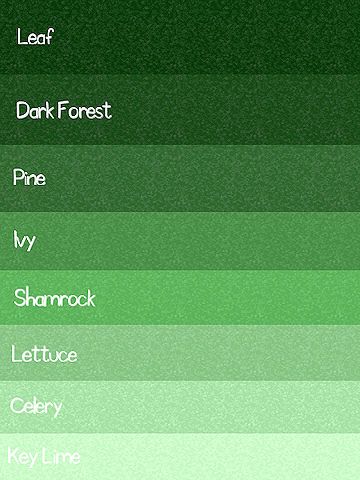 Leaf
Dark Forest
Pine
Ivy
Shamrock
Lettuce
Celery
Key Lime